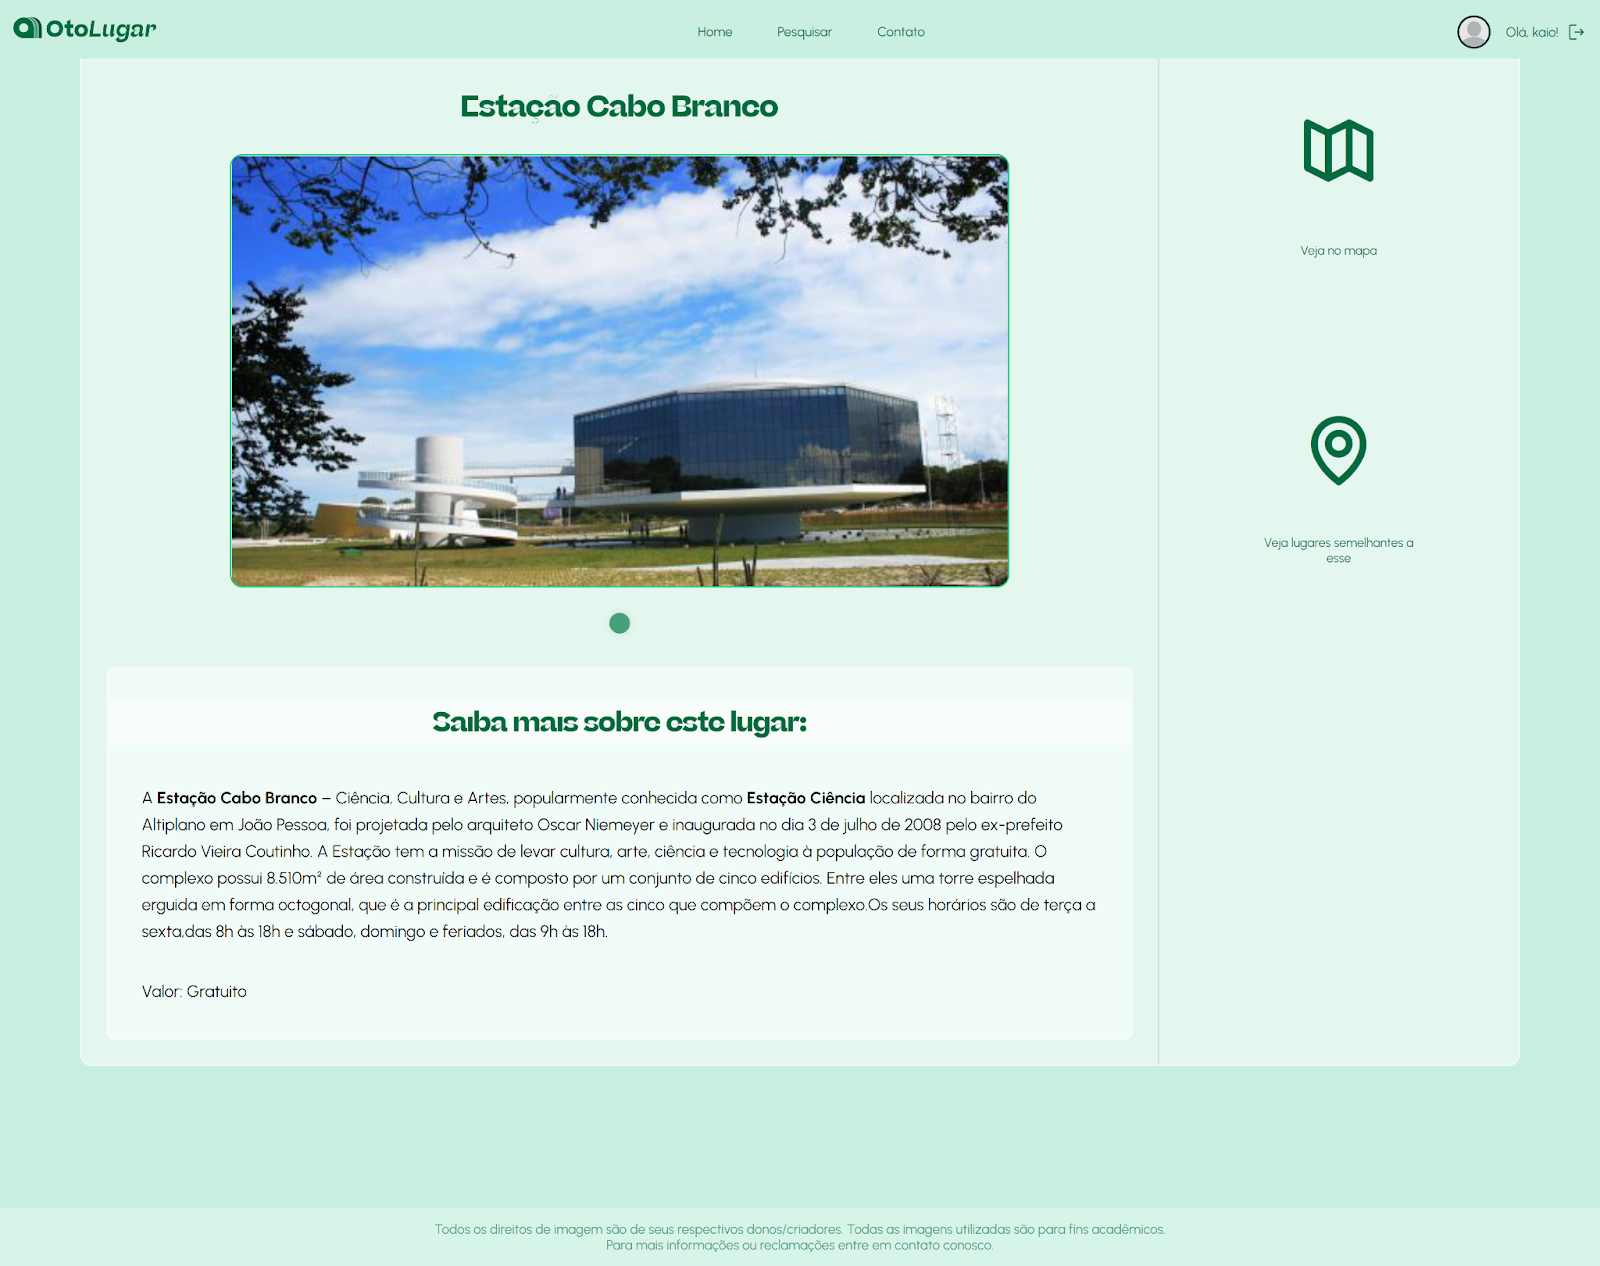 OtoLugar
Home Pesquisar Contato
Olá, kaio!
Estação Cabo Branco
Veja no mapa
Veja lugares semelhantes a
esse
Saiba mais sobre este lugar:
A Estação Cabo Branco – Ciência, Cultura e Artes, popularmente conhecida como Estação Ciência localizada no bairro do
Altiplano em João Pessoa, foi projetada pelo arquiteto Oscar Niemeyer e inaugurada no dia 3 de julho de 2008 pelo ex-prefeito
Ricardo Vieira Coutinho. A Estação tem a missão de levar cultura, arte, ciência e tecnologia à população de forma gratuita. O
complexo possui 8.510m² de área construída e é composto por um conjunto de cinco edifícios. Entre eles uma torre espelhada
erguida em forma octogonal, que é a principal edificação entre as cinco que compõem o complexo.Os seus horários são de terça a
sexta,das 8h às 18h e sábado, domingo e feriados, das 9h às 18h.
Valor: Gratuito
Todos os direitos de imagem são de seus respectivos donos/criadores. Todas as imagens utilizadas são para fins acadêmicos.
Para mais informações ou reclamações entre em contato conosco.